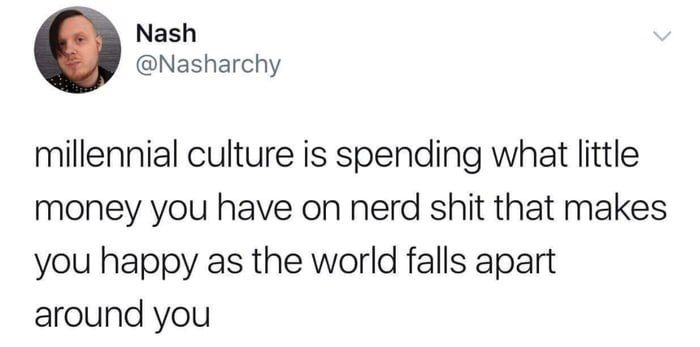 Nash
@Nasharchy
millennial culture is spending what little
money you have on nerd shit that makes
you happy as the world falls apart
around you